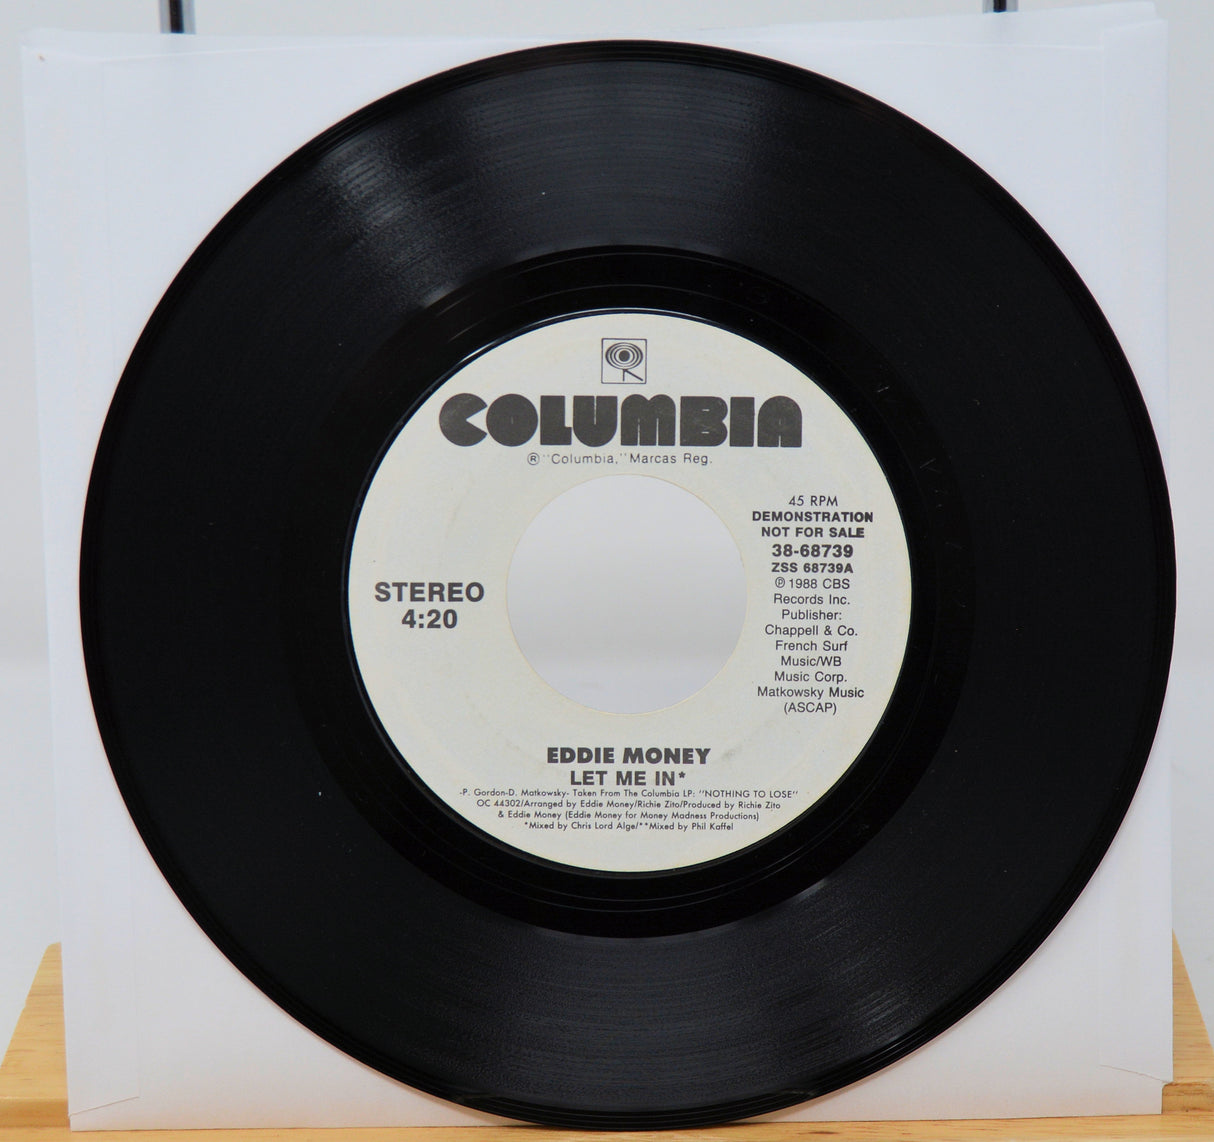 COLUMBIA
® "Columbia," Marcas Reg.
45 RPM
DEMONSTRATION
NOT FOR SALE
38-68739
ZSS 68739A
℗ 1988 CBS
Records Inc.
Publisher:
Chappell & Co.
French Surf
Music/WB
Music Corp.
Matkowsky Music
(ASCAP)
STEREO
4:20
EDDIE MONEY
LET ME IN*
-P. Gordon-D. Matkowsky- Taken From The Columbia LP: "NOTHING TO LOSE"
OC 44302/Arranged by Eddie Money/Richie Zito/Produced by Richie Zito
& Eddie Money (Eddie Money for Money Madness Productions)
*Mixed by Chris Lord Alge/**Mixed by Phil Kaffel